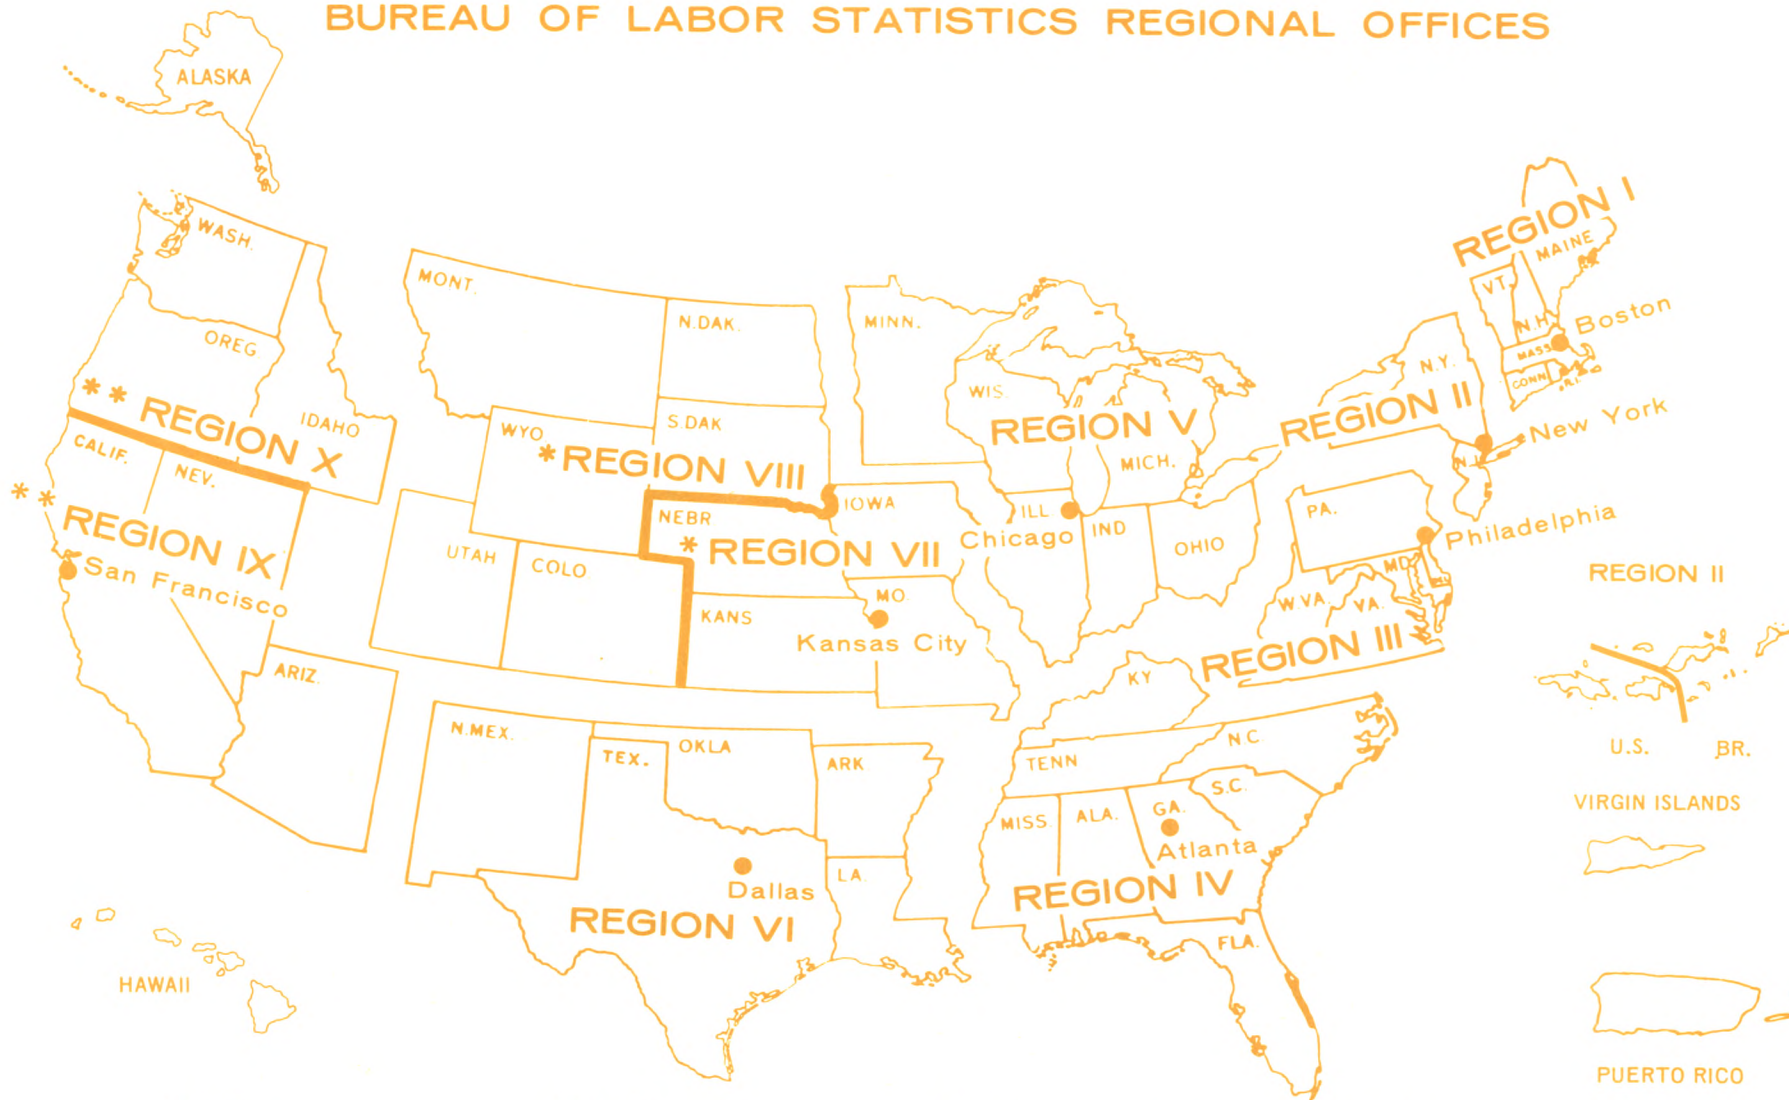 BUREAU OF LABOR STATISTICS REGIONAL OFFICES
ALASKA
REGION I
MAINE
WASH.
VT.
MONT.
N.H.
Boston
N.DAK.
MINN.
OREG
MASS
N.Y.
CONN
R.I.
WIS.
** REGION X
IDAHO
WYO
S.DAK
REGION V
REGION II
New York
CALIF.
NEV.
*REGION VIII
MICH.
N.J.
**
REGION IX
NEBR
IOWA
ILL
PA.
Philadelphia
* REGION VII
Chicago
IND
OHIO
UTAH
COLO
San Francisco
MD
REGION II
MO
W.VA.
VA.
KANS
Kansas City
REGION III
ARIZ.
KY
N.MEX.
TEX.
OKLA
ARK
TENN
N.C.
U.S.
BR.
S.C.
VIRGIN ISLANDS
MISS.
ALA.
GA.
Atlanta
Dallas
LA.
REGION IV
REGION VI
FLA.
HAWAII
PUERTO RICO